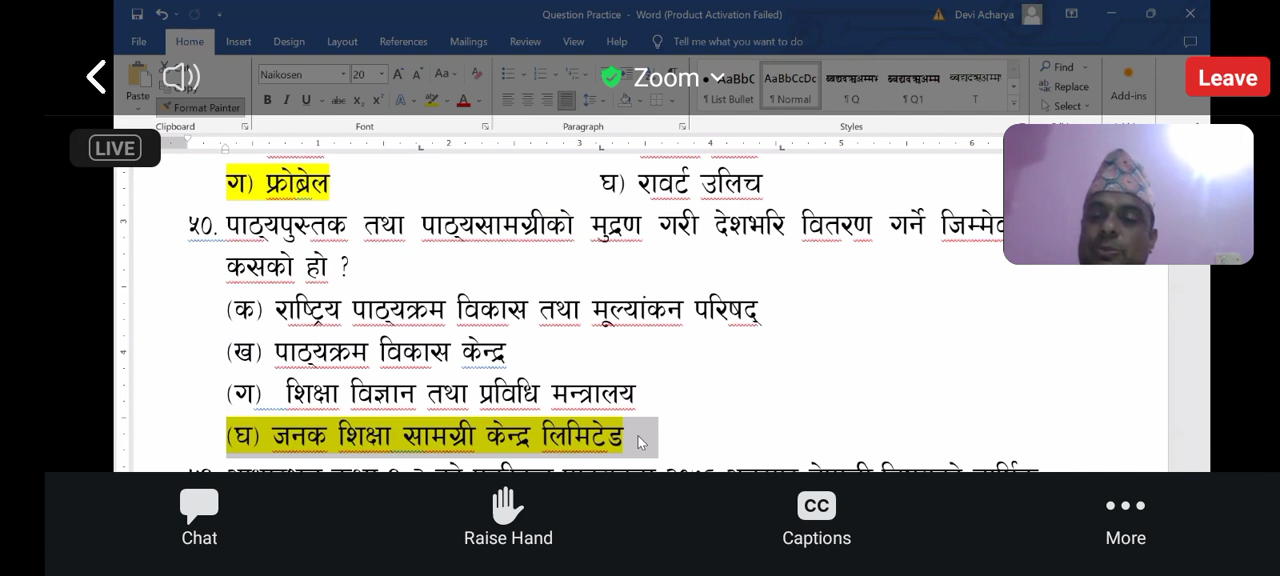 Question Practice - Word (Product Activation Failed)
Devi Acharya
File Home Insert Design Layout References Mailings Review View Help Tell me what you want to do
Zoom
Leave
Paste
Format Painter
Naikosen 20
Find
Replace
Select
Add-ins
AaBbCcDc
List Bullet
Normal
Q
Q1
T
Clipboard Font Paragraph Styles
LIVE
ग) फ्रोब्रेल घ) रावर्ट उलिच
५०. पाठ्यपुस्तक तथा पाठ्यसामग्रीको मुद्रण गरी देशभरि वितरण गर्ने
कसको हो ?
(क) राष्ट्रिय पाठ्यक्रम विकास तथा मूल्यांकन परिषद्
(ख) पाठ्यक्रम विकास केन्द्र
(ग) शिक्षा विज्ञान तथा प्रविधि मन्त्रालय
(घ) जनक शिक्षा सामग्री केन्द्र लिमिटेड
Chat
Raise Hand
CC
Captions
More